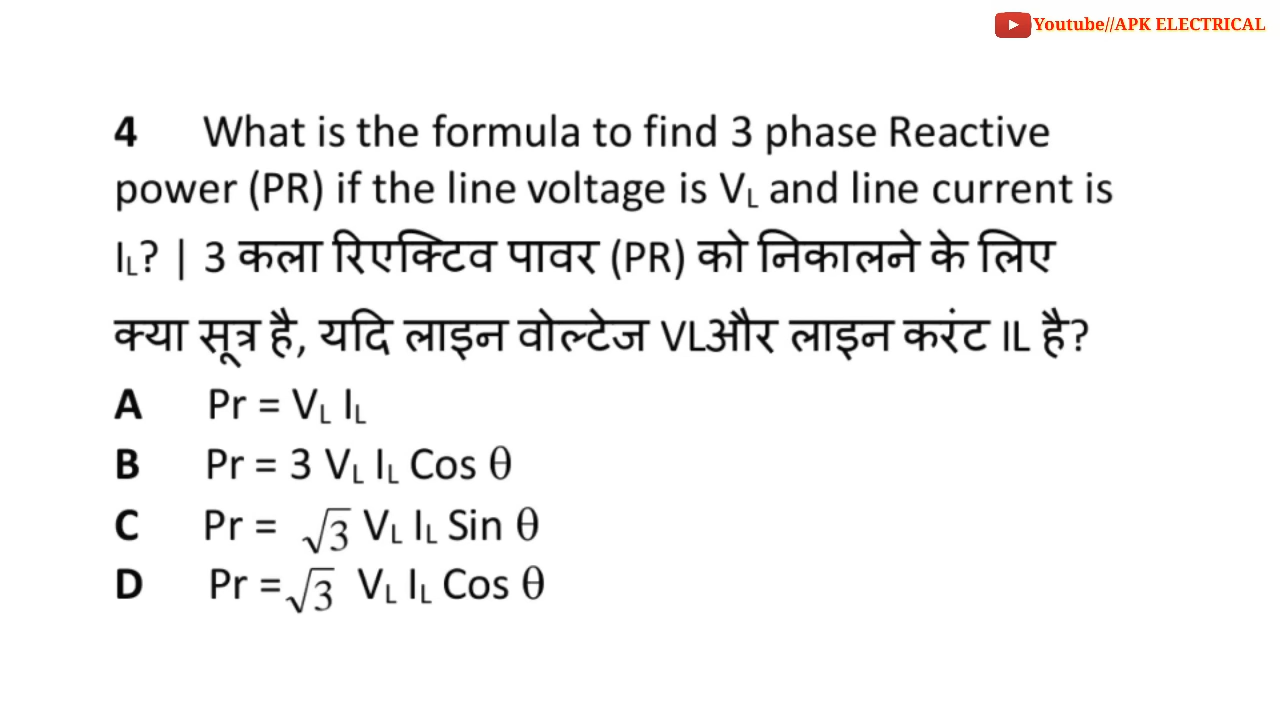 Youtube//APK ELECTRICAL
4 What is the formula to find 3 phase Reactive
power (PR) if the line voltage is VL and line current is
IL? | 3 कला रिएक्टिव पावर (PR) को निकालने के लिए
क्या सूत्र है, यदि लाइन वोल्टेज VLऔर लाइन करंट IL है?
A Pr = VL IL
B Pr = 3 VL IL Cos θ
C Pr = √3 VL IL Sin θ
D Pr =√3 VL IL Cos θ